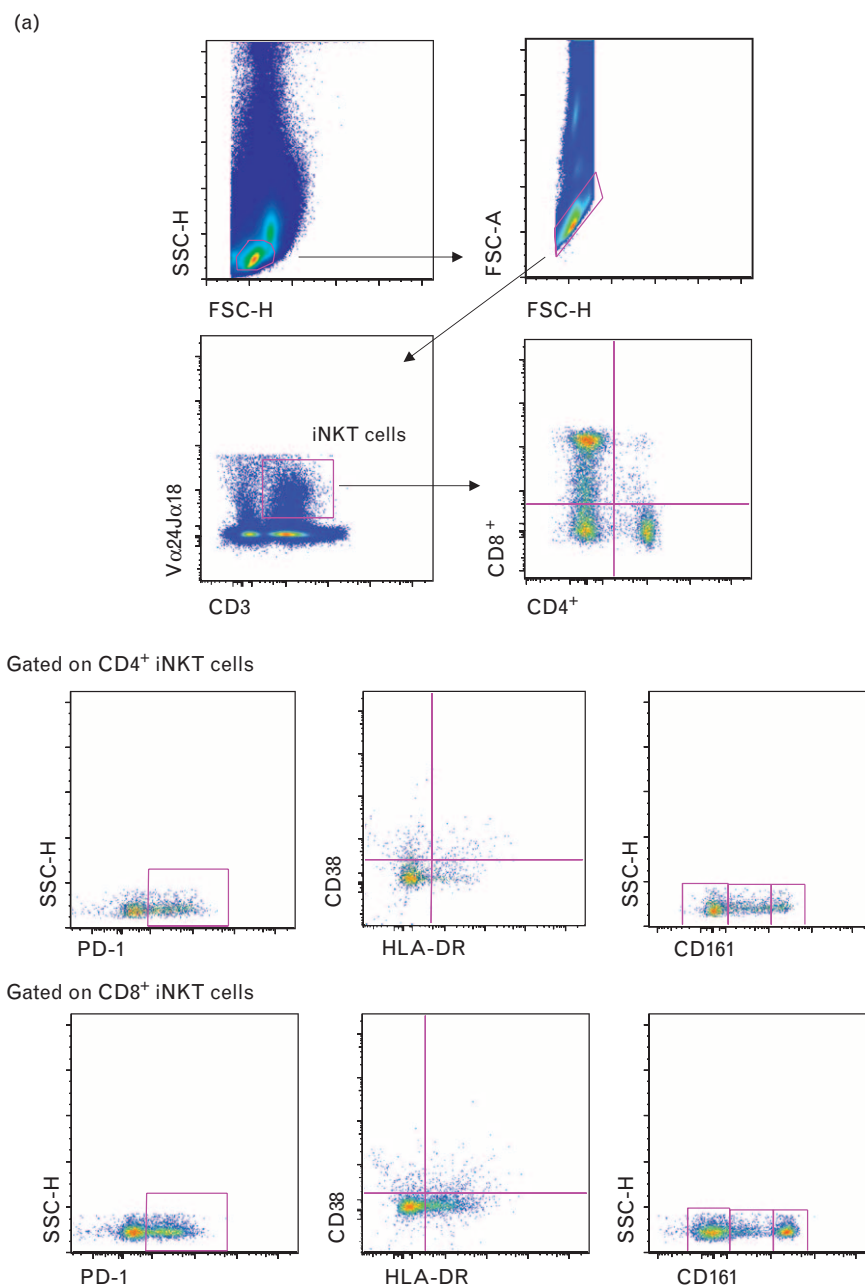 (a)
SSC-H
FSC-H
FSC-A
FSC-H
Vα24Jα18
CD3
iNKT cells
CD8⁺
CD4⁺
Gated on CD4⁺ iNKT cells
SSC-H
PD-1
CD38
HLA-DR
SSC-H
CD161
Gated on CD8⁺ iNKT cells
SSC-H
PD-1
CD38
HLA-DR
SSC-H
CD161